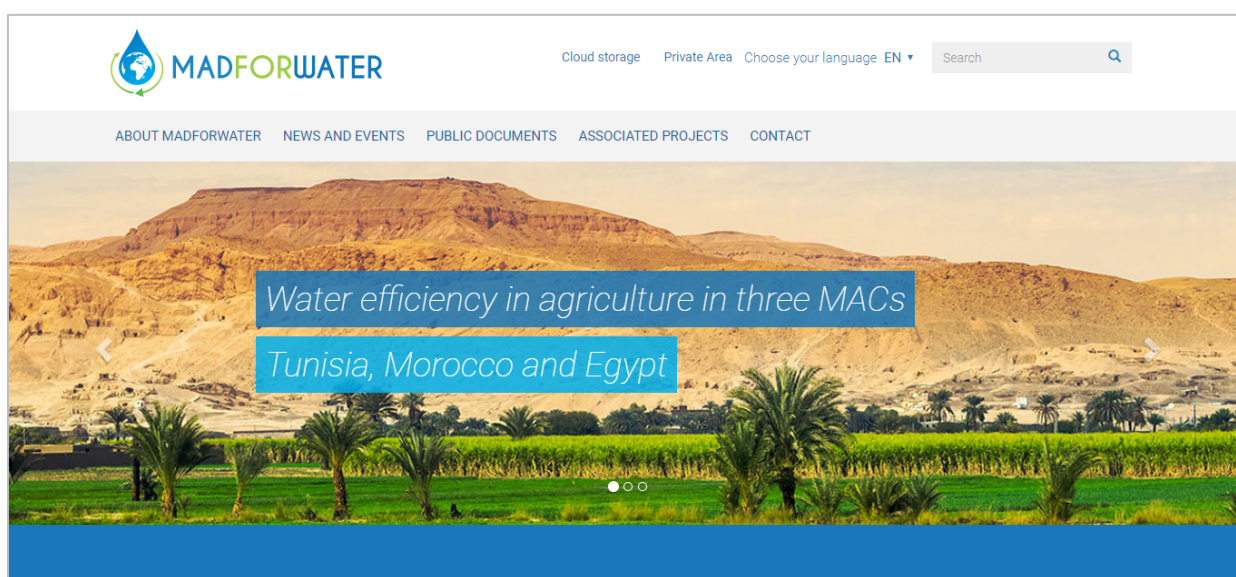 MADFORWATER
Cloud storage Private Area Choose your language EN ▾ Search
ABOUT MADFORWATER NEWS AND EVENTS PUBLIC DOCUMENTS ASSOCIATED PROJECTS CONTACT
Water efficiency in agriculture in three MACs
Tunisia, Morocco and Egypt